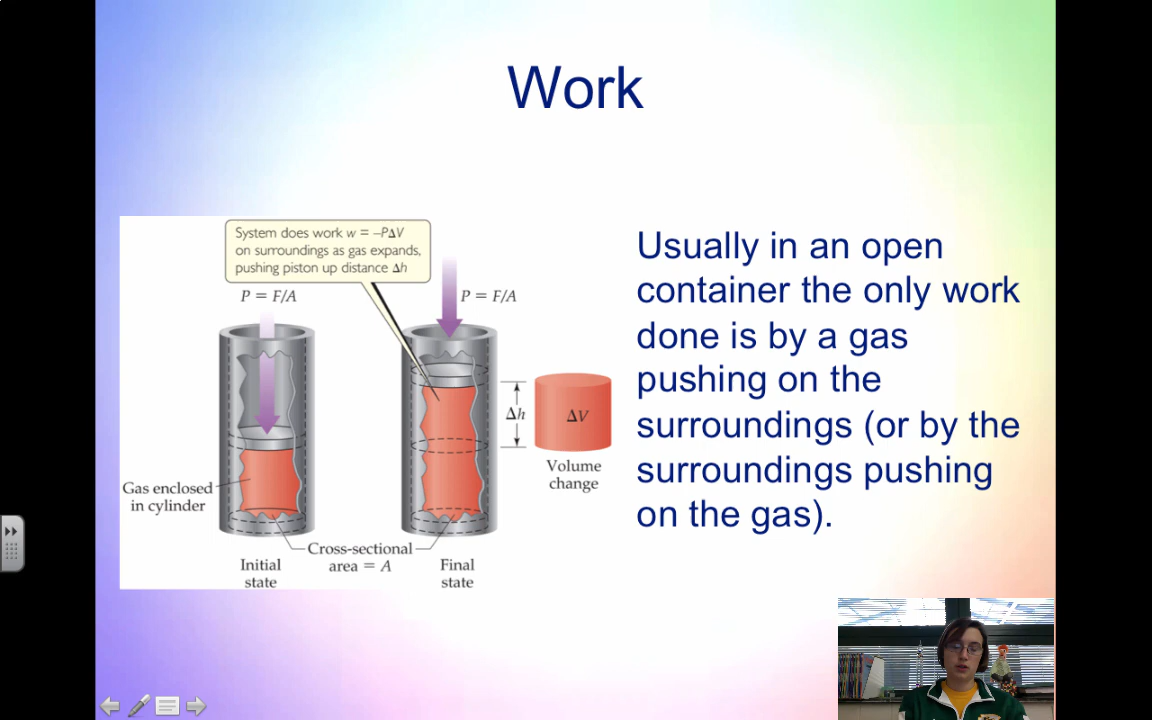 Work
System does work w = –PΔV
on surroundings as gas expands,
pushing piston up distance Δh
P = F/A
P = F/A
Δh
ΔV
Volume
change
Gas enclosed
in cylinder
Cross-sectional
area = A
Initial
state
Final
state
Usually in an open
container the only work
done is by a gas
pushing on the
surroundings (or by the
surroundings pushing
on the gas).